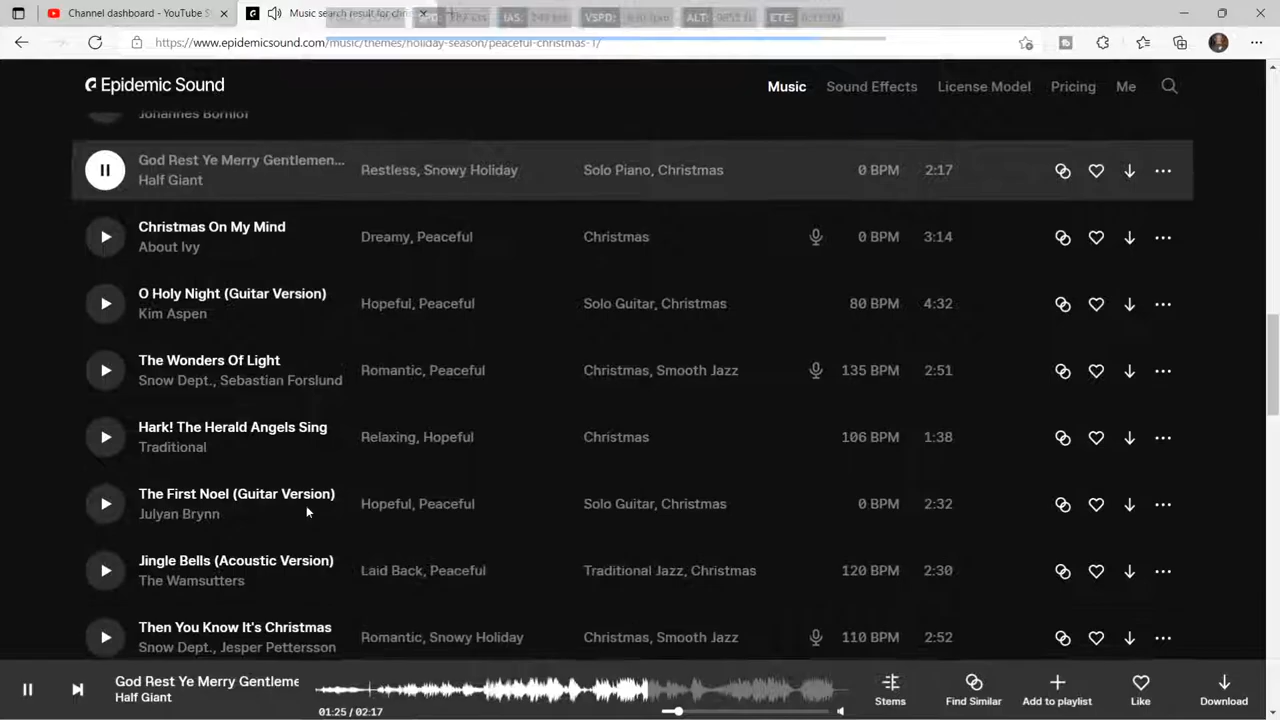 Channel dashboard - YouTube S
Music search result for chris
HAS:
VSPD:
ALT:
ETE:
https://www.epidemicsound.com/music/themes/holiday-season/peaceful-christmas-1/
Epidemic Sound
Music
Sound Effects
License Model
Pricing
Me
Johannes Bornlöf
God Rest Ye Merry Gentlemen...
Half Giant
Restless, Snowy Holiday
Solo Piano, Christmas
0 BPM
2:17
Christmas On My Mind
About Ivy
Dreamy, Peaceful
Christmas
0 BPM
3:14
O Holy Night (Guitar Version)
Kim Aspen
Hopeful, Peaceful
Solo Guitar, Christmas
80 BPM
4:32
The Wonders Of Light
Snow Dept., Sebastian Forslund
Romantic, Peaceful
Christmas, Smooth Jazz
135 BPM
2:51
Hark! The Herald Angels Sing
Traditional
Relaxing, Hopeful
Christmas
106 BPM
1:38
The First Noel (Guitar Version)
Julyan Brynn
Hopeful, Peaceful
Solo Guitar, Christmas
0 BPM
2:32
Jingle Bells (Acoustic Version)
The Wamsutters
Laid Back, Peaceful
Traditional Jazz, Christmas
120 BPM
2:30
Then You Know It's Christmas
Snow Dept., Jesper Pettersson
Romantic, Snowy Holiday
Christmas, Smooth Jazz
110 BPM
2:52
God Rest Ye Merry Gentleme
Half Giant
01:25 / 02:17
Stems
Find Similar
Add to playlist
Like
Download